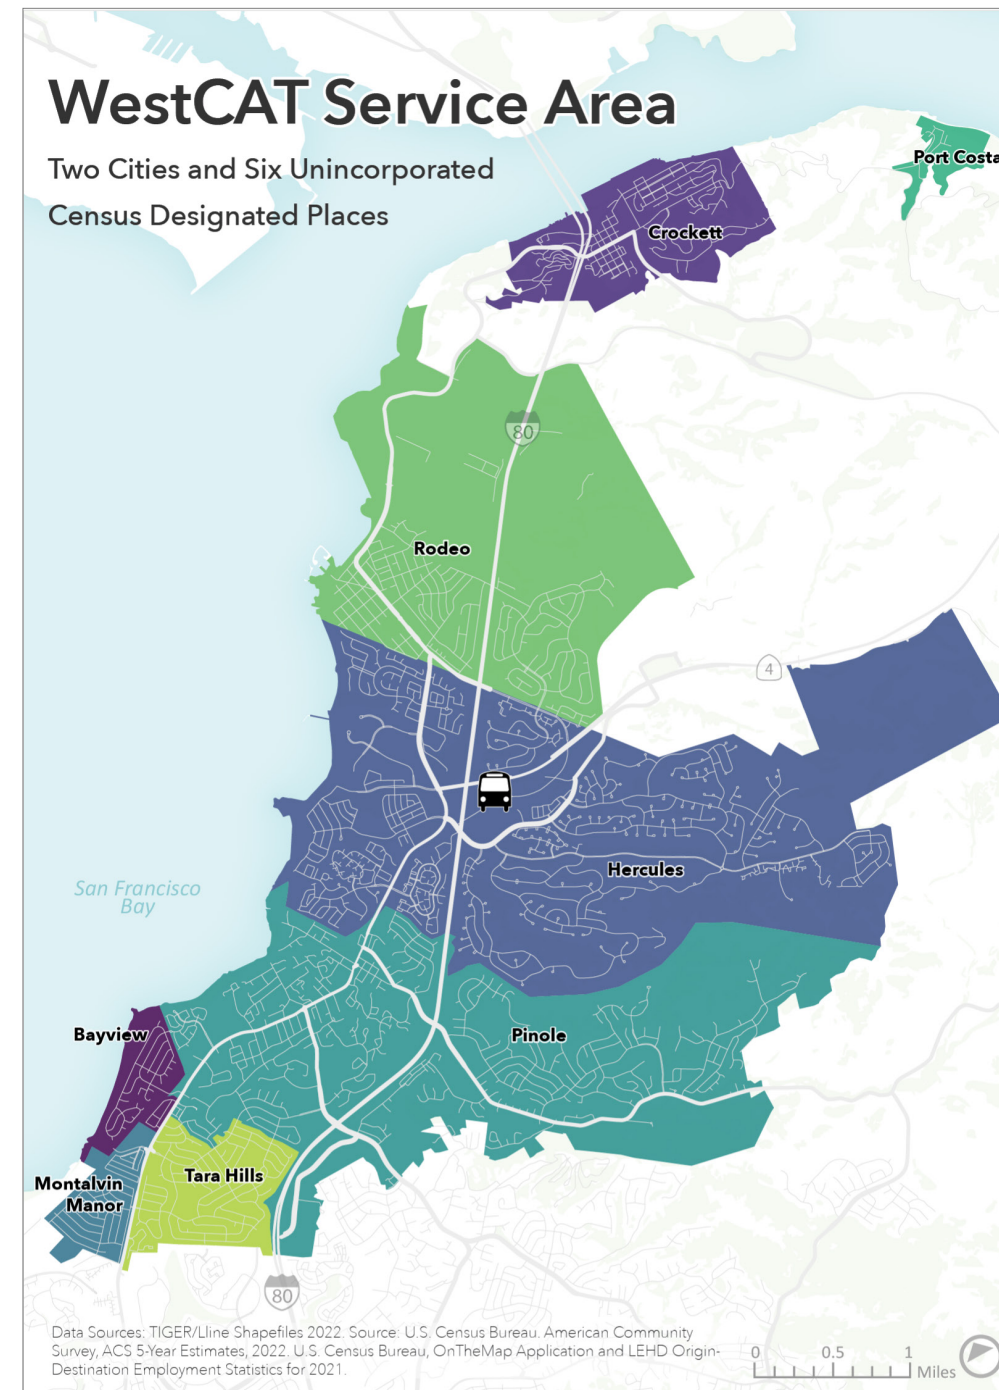 WestCAT Service Area
Two Cities and Six Unincorporated
Census Designated Places
Port Costa
Crockett
80
Rodeo
4
Hercules
San Francisco
Bay
Bayview
Pinole
Montalvin
Manor
Tara Hills
80
Data Sources: TIGER/Lline Shapefiles 2022. Source: U.S. Census Bureau. American Community
Survey, ACS 5-Year Estimates, 2022. U.S. Census Bureau, OnTheMap Application and LEHD Origin-
Destination Employment Statistics for 2021.
0 0.5 1
Miles